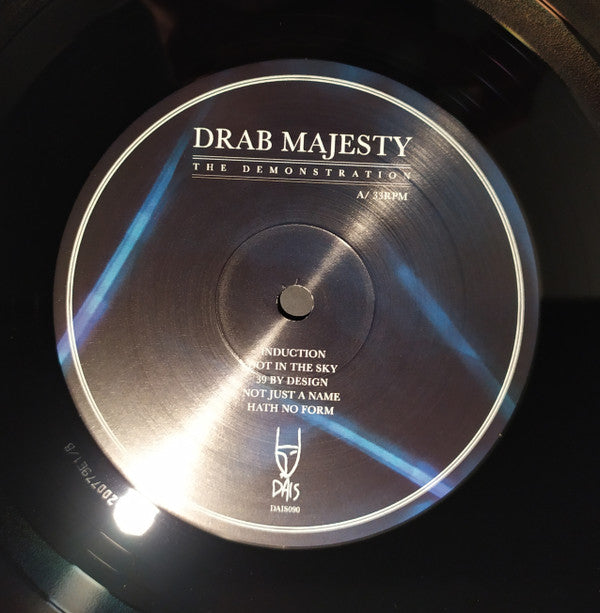 DRAB MAJESTY
THE DEMONSTRATION
A/ 33RPM
INDUCTION
DOT IN THE SKY
39 BY DESIGN
NOT JUST A NAME
HATH NO FORM
DAIS
DAIS090